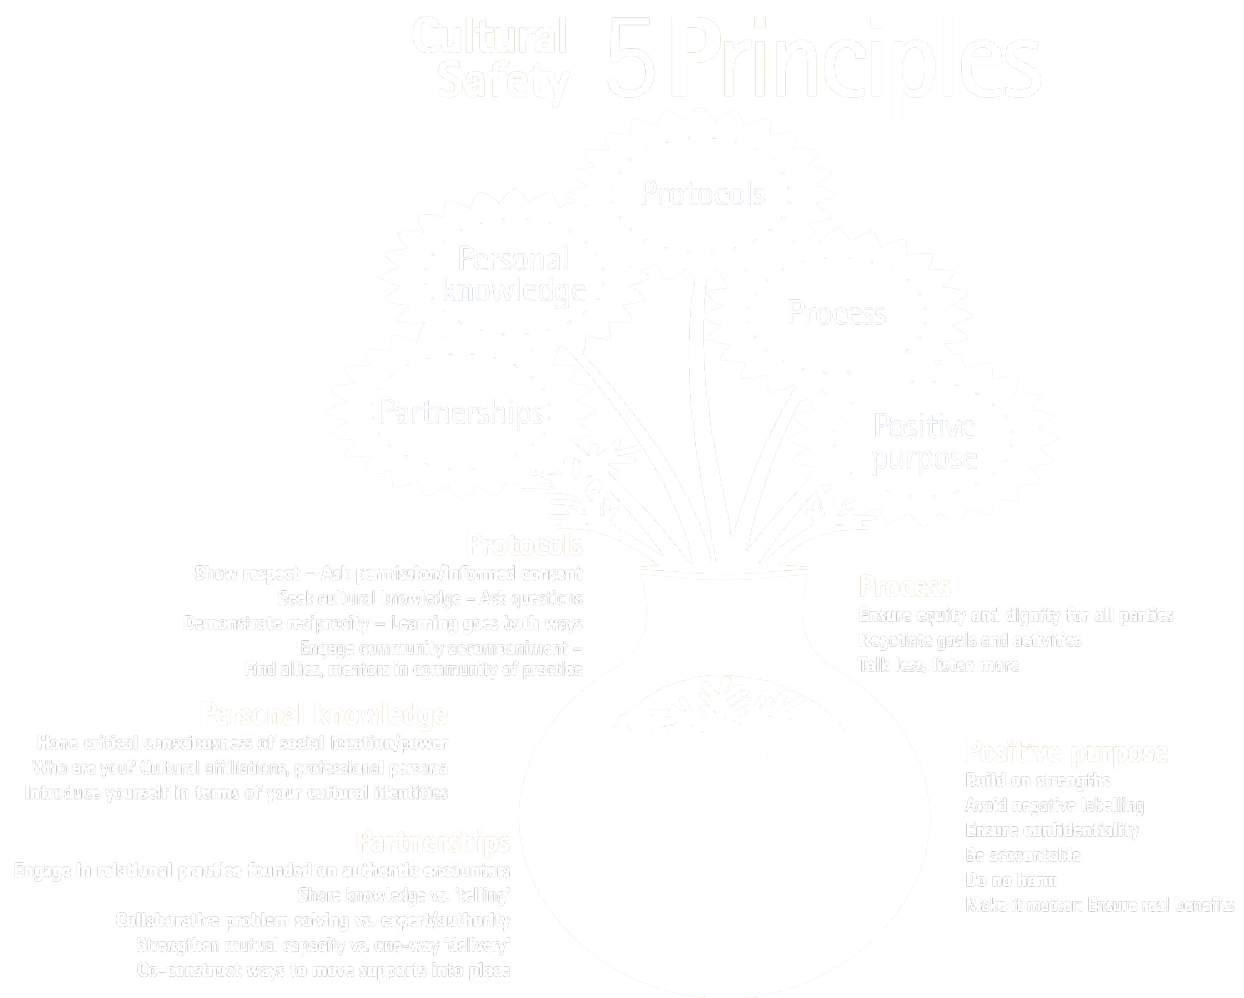 Cultural
Safety
5 Principles
Protocols
Personal
knowledge
Process
Partnerships
Positive
purpose
Protocols
Show respect – Ask permission/informed consent
Seek cultural knowledge – Ask questions
Demonstrate reciprosity – Learning goes both ways
Engage community accompaniment –
Find allies, mentors in community of practice
Personal knowledge
Hone critical consciousness of social location/power
Who are you? Cultural affiliations, professional persona
Introduce yourself in terms of your cultural identities
Partnerships
Engage in relational practice founded on authentic encounters
Share knowledge vs. ‘telling’
Collaborative problem solving vs. expert/authority
Strengthen mutual capacity vs. one-way ‘delivery’
Co-construct ways to move supports into place
Process
Ensure equity and dignity for all parties
Negotiate goals and activities
Talk less, listen more
Positive purpose
Build on strengths
Avoid negative labelling
Ensure confidentiality
Be accountable
Do no harm
Make it matter: Ensure real benefits